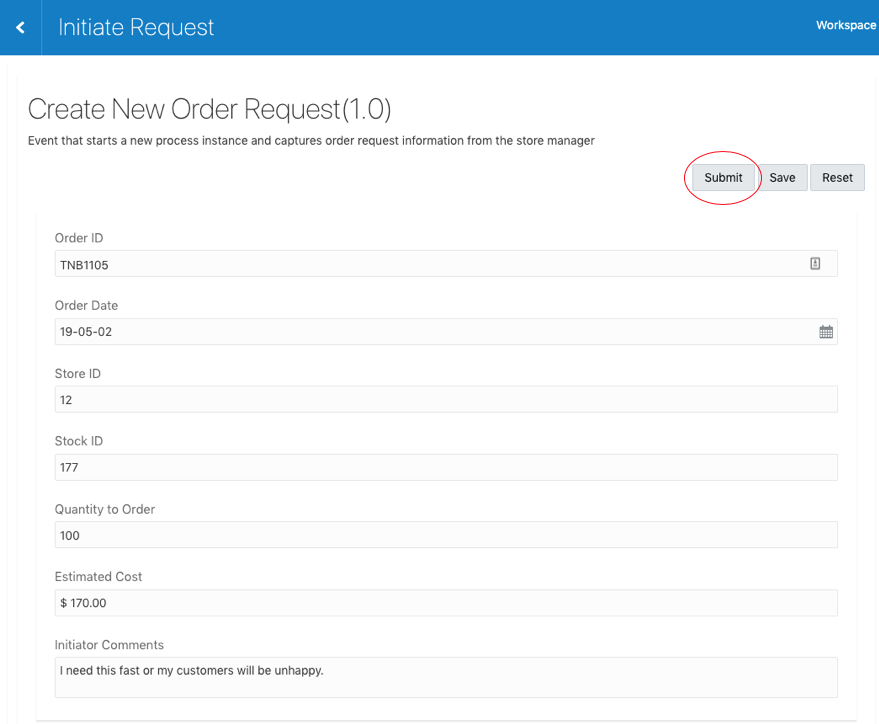 Initiate Request
Workspace
Create New Order Request(1.0)
Event that starts a new process instance and captures order request information from the store manager
Submit Save Reset
Order ID
TNB1105
Order Date
19-05-02
Store ID
12
Stock ID
177
Quantity to Order
100
Estimated Cost
$ 170.00
Initiator Comments
I need this fast or my customers will be unhappy.